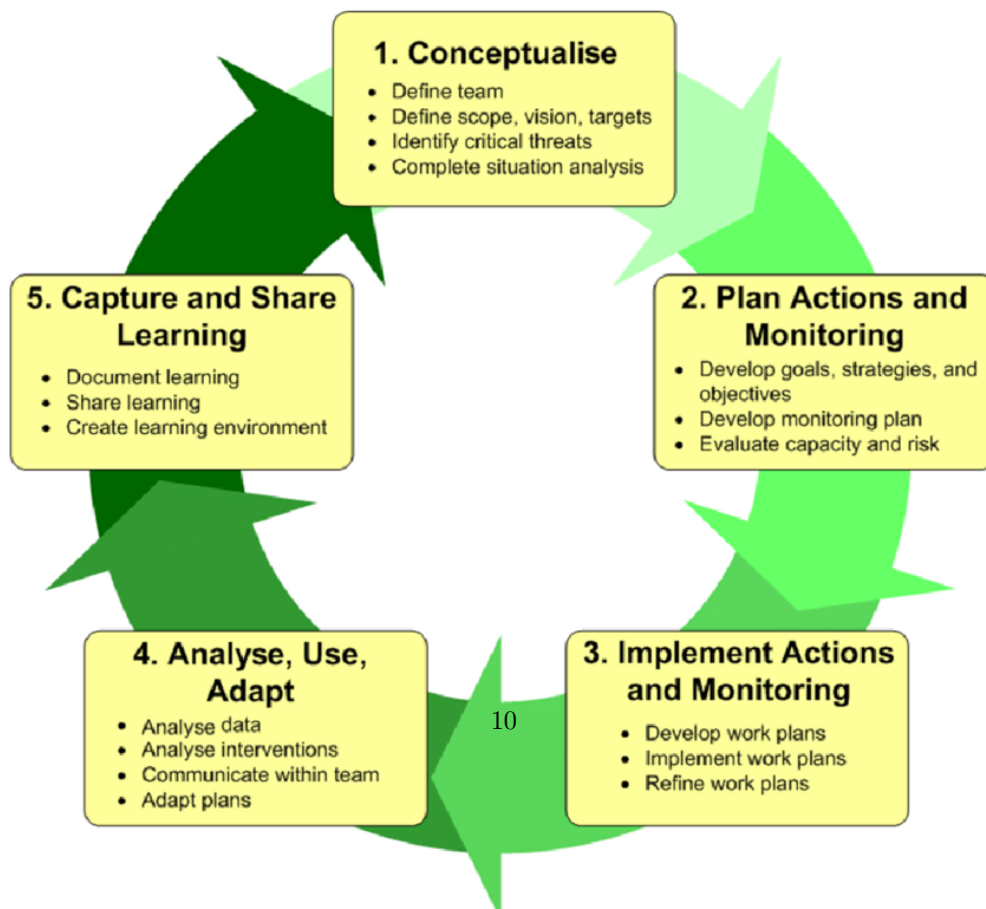 1. Conceptualise
• Define team
• Define scope, vision, targets
• Identify critical threats
• Complete situation analysis
2. Plan Actions and
Monitoring
• Develop goals, strategies, and
objectives
• Develop monitoring plan
• Evaluate capacity and risk
3. Implement Actions
and Monitoring
• Develop work plans
• Implement work plans
• Refine work plans
4. Analyse, Use,
Adapt
• Analyse data
• Analyse interventions
• Communicate within team
• Adapt plans
5. Capture and Share
Learning
• Document learning
• Share learning
• Create learning environment
10